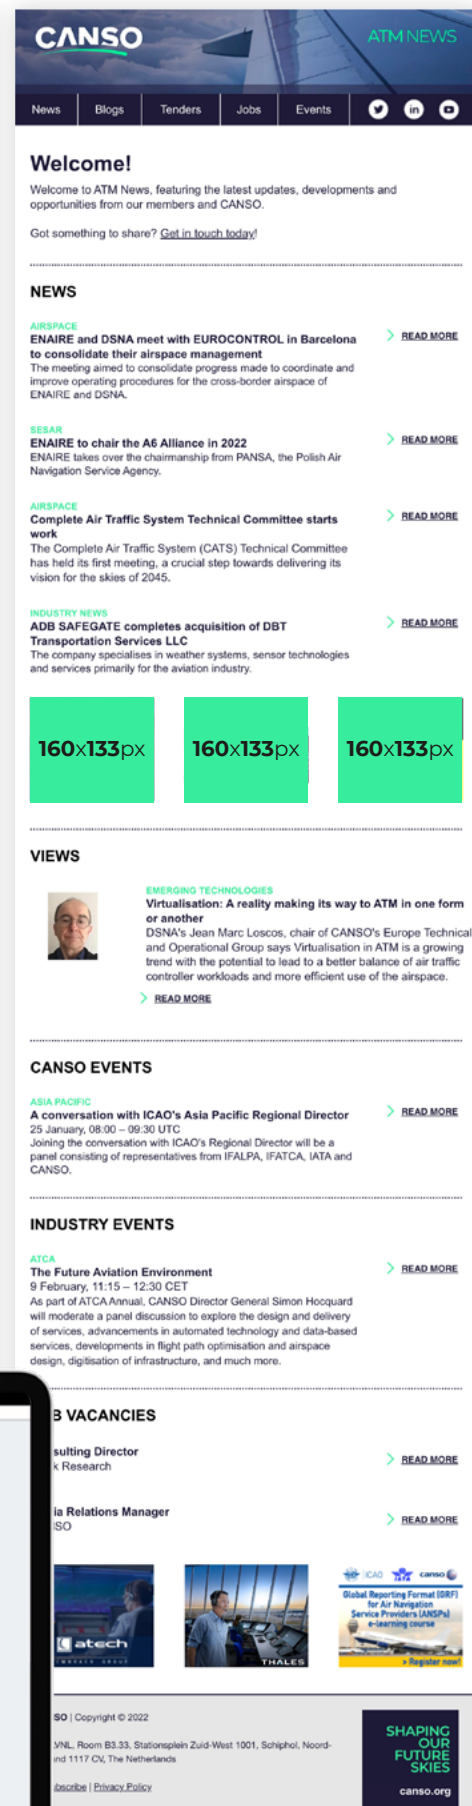 CANSO
ATM NEWS
News Blogs Tenders Jobs Events
Welcome!
Welcome to ATM News, featuring the latest updates, developments and
opportunities from our members and CANSO.
Got something to share? Get in touch today!
NEWS
AIRSPACE
ENAIRE and DSNA meet with EUROCONTROL in Barcelona
to consolidate their airspace management
The meeting aimed to consolidate progress made to coordinate and
improve operating procedures for the cross-border airspace of
ENAIRE and DSNA.
READ MORE
SESAR
ENAIRE to chair the A6 Alliance in 2022
ENAIRE takes over the chairmanship from PANSA, the Polish Air
Navigation Service Agency.
READ MORE
AIRSPACE
Complete Air Traffic System Technical Committee starts
work
The Complete Air Traffic System (CATS) Technical Committee
has held its first meeting, a crucial step towards delivering its
vision for the skies of 2045.
READ MORE
INDUSTRY NEWS
ADB SAFEGATE completes acquisition of DBT
Transportation Services LLC
The company specialises in weather systems, sensor technologies
and services primarily for the aviation industry.
READ MORE
160x133px 160x133px 160x133px
VIEWS
EMERGING TECHNOLOGIES
Virtualisation: A reality making its way to ATM in one form
or another
DSNA's Jean Marc Loscos, chair of CANSO's Europe Technical
and Operational Group says Virtualisation in ATM is a growing
trend with the potential to lead to a better balance of air traffic
controller workloads and more efficient use of the airspace.
READ MORE
CANSO EVENTS
ASIA PACIFIC
A conversation with ICAO's Asia Pacific Regional Director
25 January, 08:00 – 09:30 UTC
Joining the conversation with ICAO's Regional Director will be a
panel consisting of representatives from IFALPA, IFATCA, IATA and
CANSO.
READ MORE
INDUSTRY EVENTS
ATCA
The Future Aviation Environment
9 February, 11:15 – 12:30 CET
As part of ATCA Annual, CANSO Director General Simon Hocquard
will moderate a panel discussion to explore the design and delivery
of services, advancements in automated technology and data-based
services, developments in flight path optimisation and airspace
design, digitisation of infrastructure, and much more.
READ MORE
B VACANCIES
sulting Director
k Research
READ MORE
ia Relations Manager
SO
READ MORE
atech
EMBRAER GROUP
THALES
ICAO IATA canso
Global Reporting Format (GRF)
for Air Navigation
Service Providers (ANSPs)
e-learning course
> Register now!
SO | Copyright © 2022
VNL, Room B3.33, Stationsplein Zuid-West 1001, Schiphol, Noord-
nd 1117 CV, The Netherlands
bscribe | Privacy Policy
SHAPING
OUR
FUTURE
SKIES
canso.org